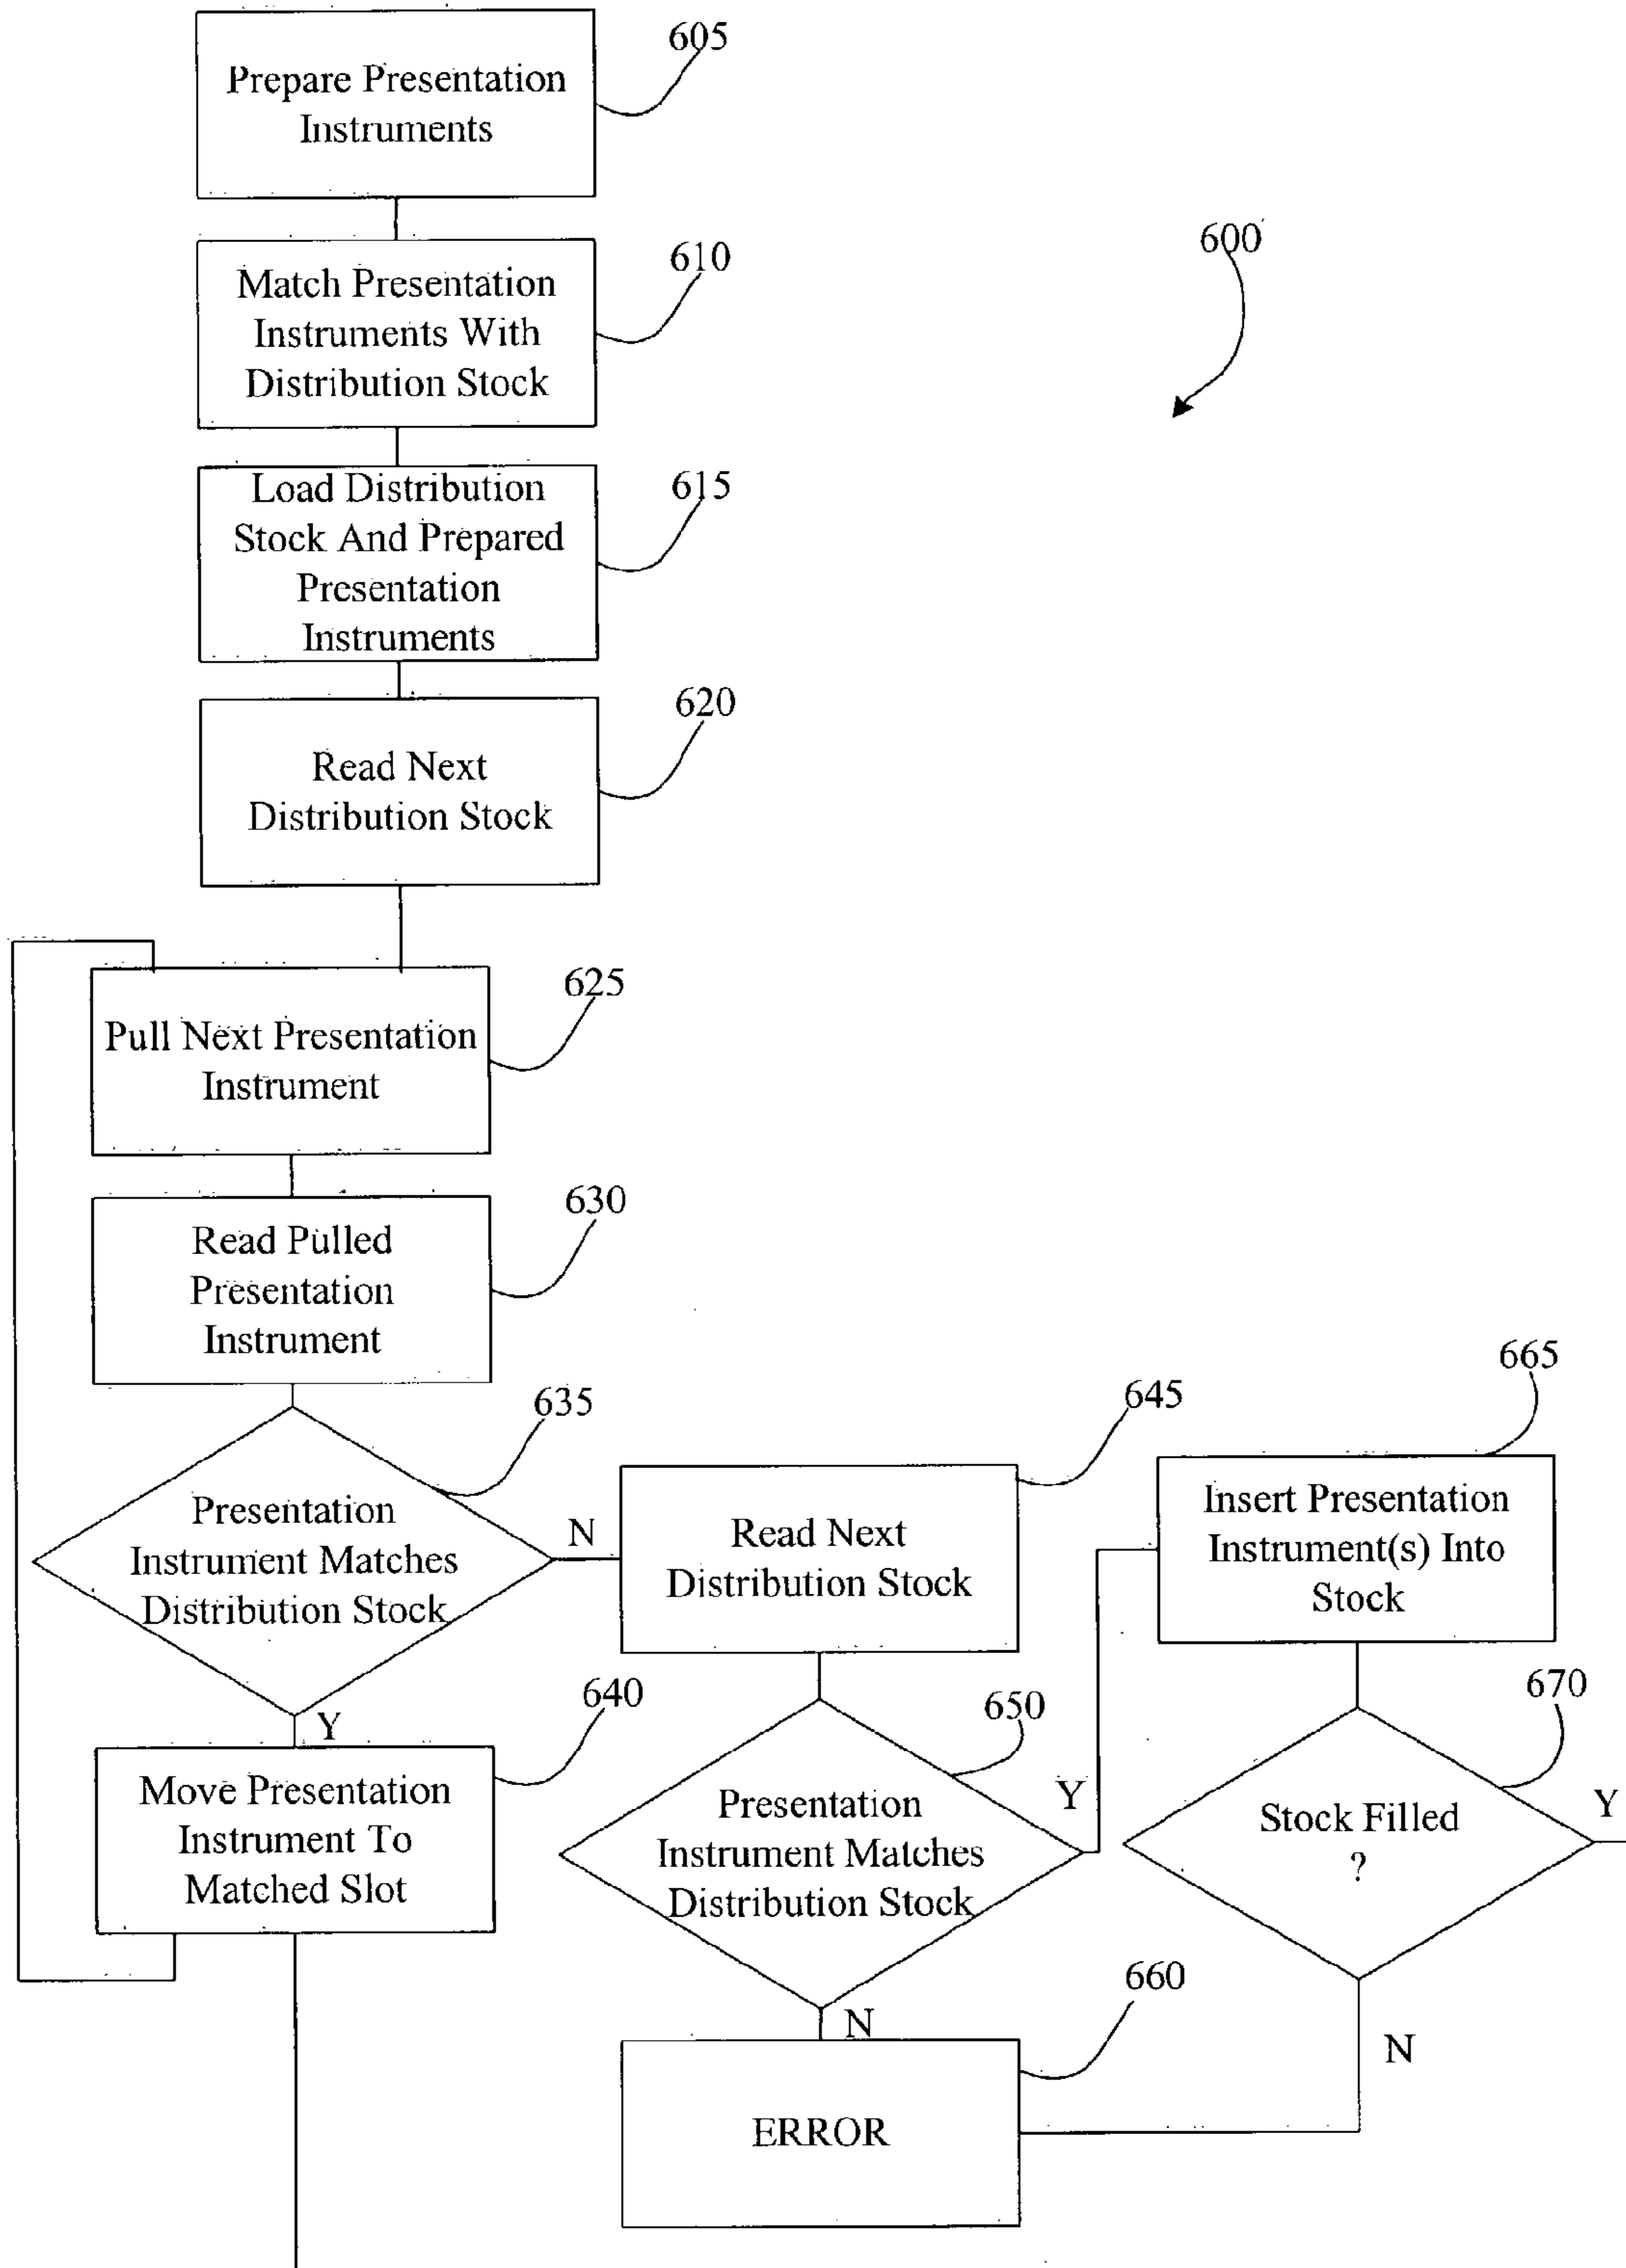 605
Prepare Presentation
Instruments
600
610
Match Presentation
Instruments With
Distribution Stock
615
Load Distribution
Stock And Prepared
Presentation
Instruments
620
Read Next
Distribution Stock
625
Pull Next Presentation
Instrument
630
Read Pulled
Presentation
Instrument
635
Presentation
Instrument Matches
Distribution Stock
N
Y
640
Move Presentation
Instrument To
Matched Slot
645
Read Next
Distribution Stock
650
Presentation
Instrument Matches
Distribution Stock
Y
N
660
ERROR
665
Insert Presentation
Instrument(s) Into
Stock
670
Stock Filled
?
Y
N